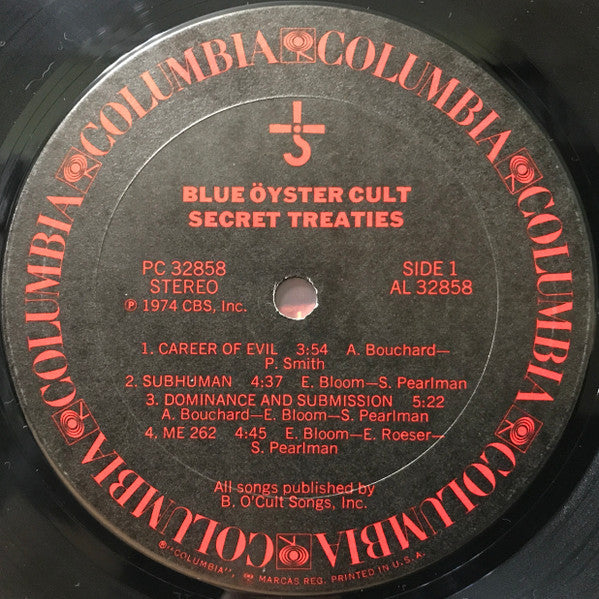 COLUMBIA COLUMBIA COLUMBIA COLUMBIA COLUMBIA COLUMBIA
BLUE ÖYSTER CULT
SECRET TREATIES
PC 32858 SIDE 1
STEREO AL 32858
℗ 1974 CBS, Inc.
1. CAREER OF EVIL 3:54 A. Bouchard—
P. Smith
2. SUBHUMAN 4:37 E. Bloom—S. Pearlman
3. DOMINANCE AND SUBMISSION 5:22
A. Bouchard—E. Bloom—S. Pearlman
4. ME 262 4:45 E. Bloom—E. Roeser—
S. Pearlman
All songs published by
B. O'Cult Songs, Inc.
®"COLUMBIA", MARCAS REG. PRINTED IN U.S.A.